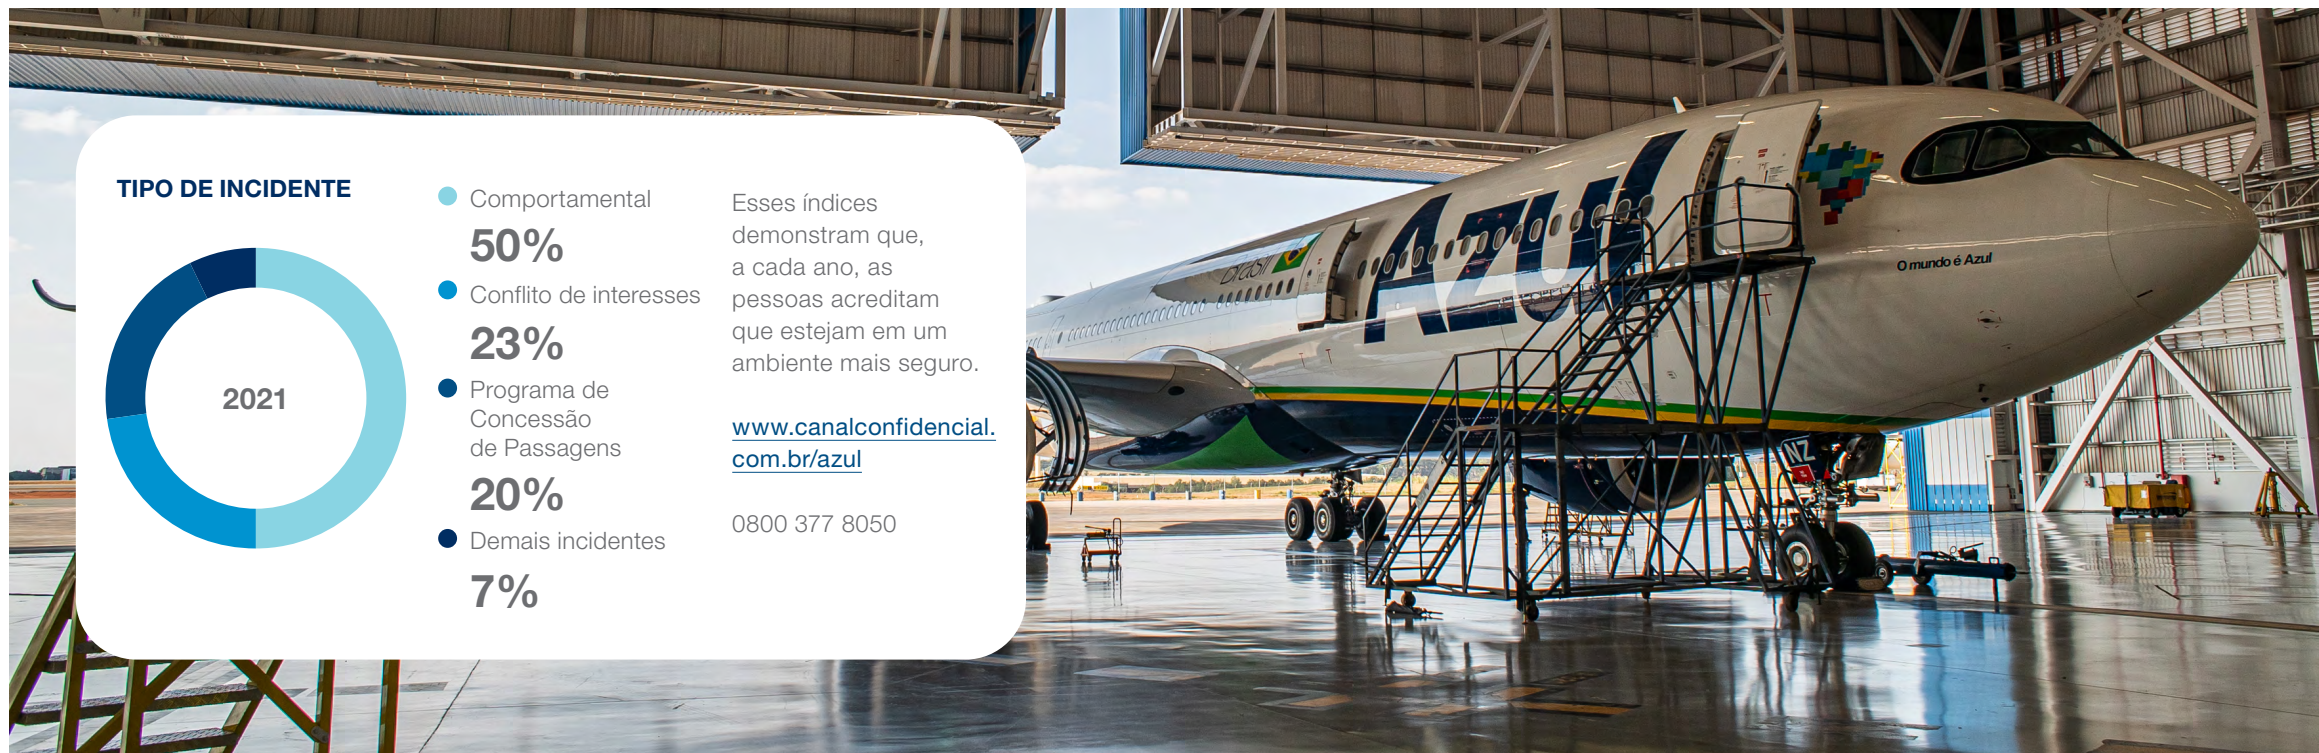 TIPO DE INCIDENTE
2021
Comportamental
50%
Conflito de interesses
23%
Programa de
Concessão
de Passagens
20%
Demais incidentes
7%
Esses índices
demonstram que,
a cada ano, as
pessoas acreditam
que estejam em um
ambiente mais seguro.
www.canalconfidencial.
com.br/azul
0800 377 8050
Brasil
AZUL
O mundo é Azul
NZ